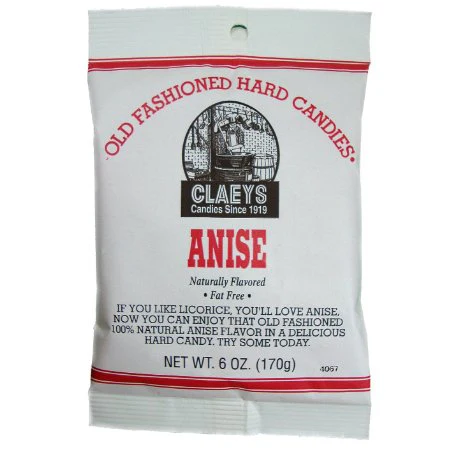 •OLD FASHIONED HARD CANDIES•
CLAEYS
Candies Since 1919
ANISE
Naturally Flavored
• Fat Free •
IF YOU LIKE LICORICE, YOU'LL LOVE ANISE,
NOW YOU CAN ENJOY THAT OLD FASHIONED
100% NATURAL ANISE FLAVOR IN A DELICIOUS
HARD CANDY. TRY SOME TODAY.
NET WT. 6 OZ. (170g)
4067